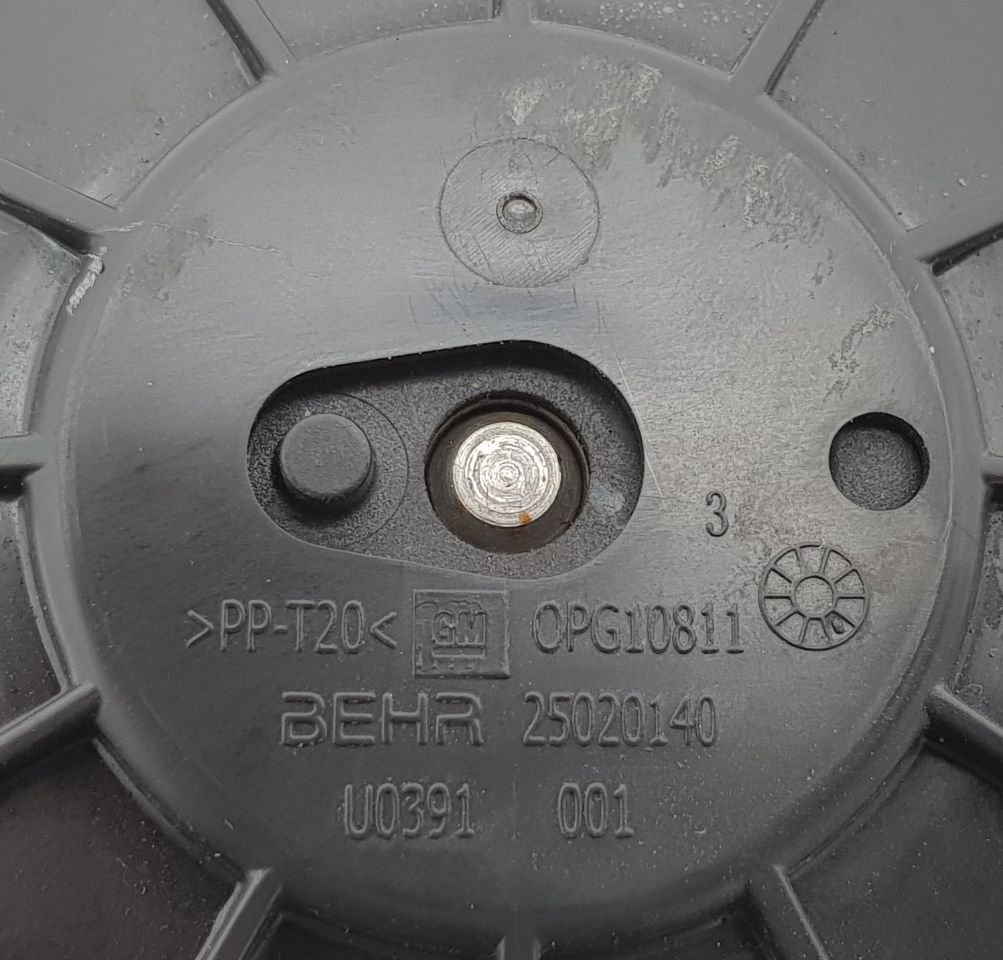 3
>PP-T20< GM OPG10811
BEHR 25020140
U0391 001